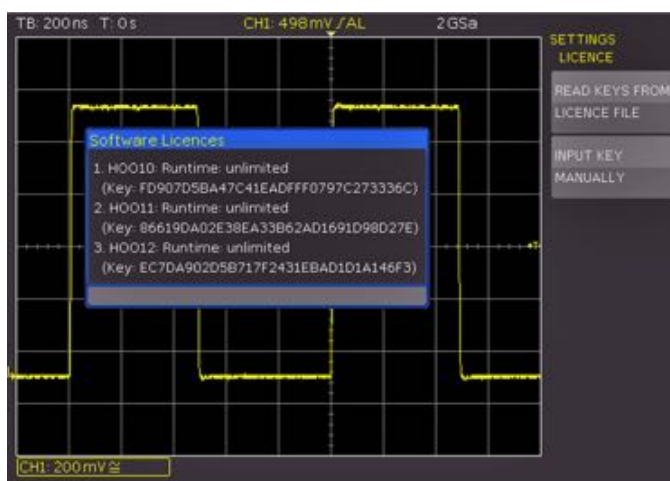 TB: 200ns T: 0s CH1: 498mV / AL 2GSa
SETTINGS
LICENCE
READ KEYS FROM
LICENCE FILE
INPUT KEY
MANUALLY
Software Licences
1. HOO10: Runtime: unlimited
(Key: FD907D5BA47C41EADFFF0797C273336C)
2. HOO11: Runtime: unlimited
(Key: 86619DA02E38EA33B62AD1691D98D27E)
3. HOO12: Runtime: unlimited
(Key: EC7DA902D5B717F2431EBAD1D1A146F3)
CH1: 200mV≅